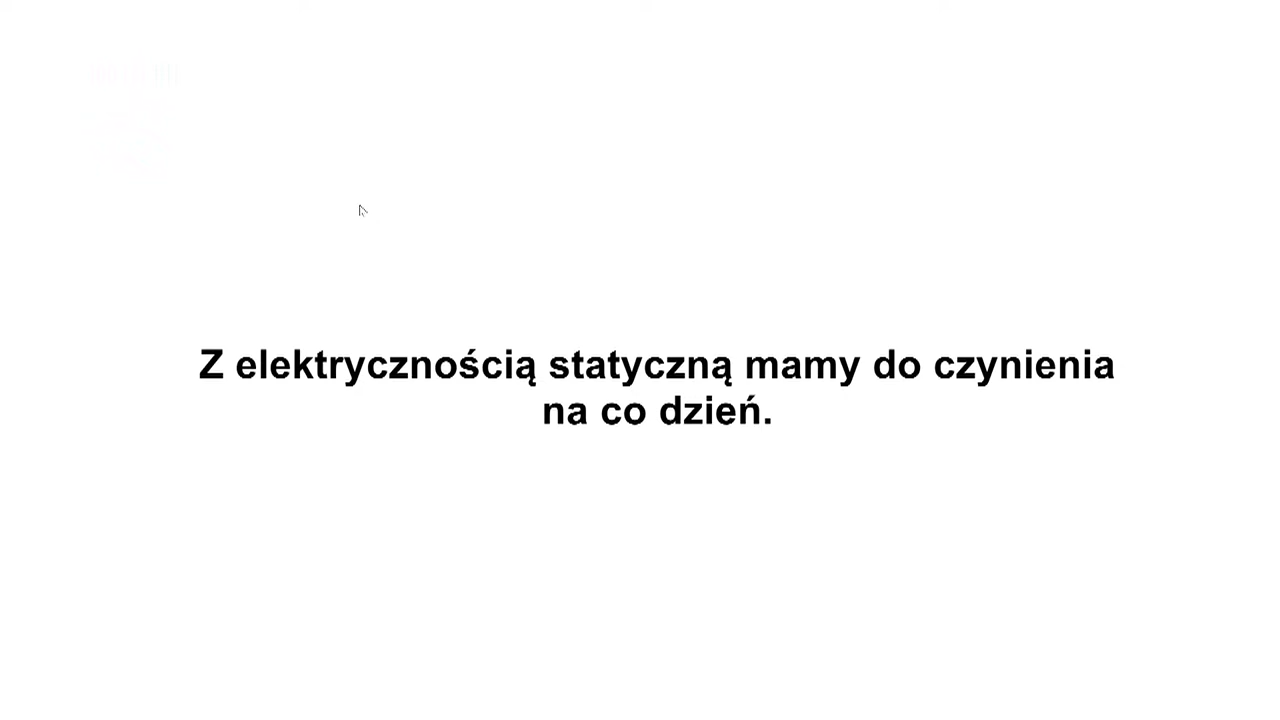 Z elektrycznością statyczną mamy do czynienia
na co dzień.